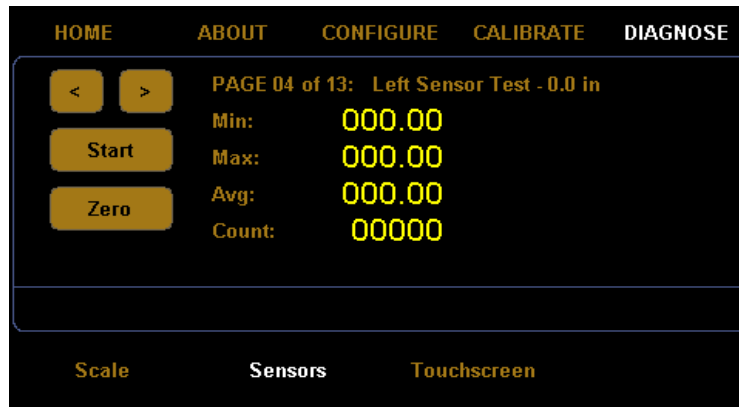 HOME ABOUT CONFIGURE CALIBRATE DIAGNOSE
< > PAGE 04 of 13: Left Sensor Test - 0.0 in
Min: 000.00
Start
Max: 000.00
Avg: 000.00
Zero
Count: 00000
Scale Sensors Touchscreen